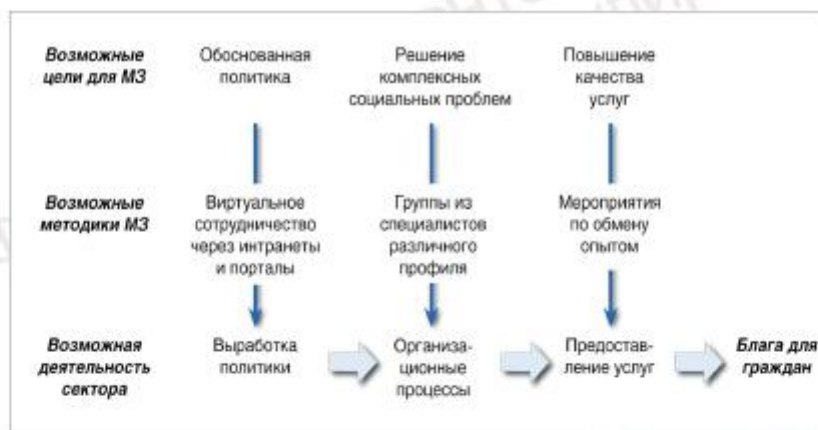 Возможные
цели для МЗ
Обоснованная
политика
Решение
комплексных
социальных проблем
Повышение
качества
услуг
Возможные
методики МЗ
Виртуальное
сотрудничество
через интранеты
и порталы
Группы из
специалистов
различного
профиля
Мероприятия
по обмену
опытом
Возможная
деятельность
сектора
Выработка
политики
Организа-
ционные
процессы
Предостав-
ление услуг
Блага для
граждан